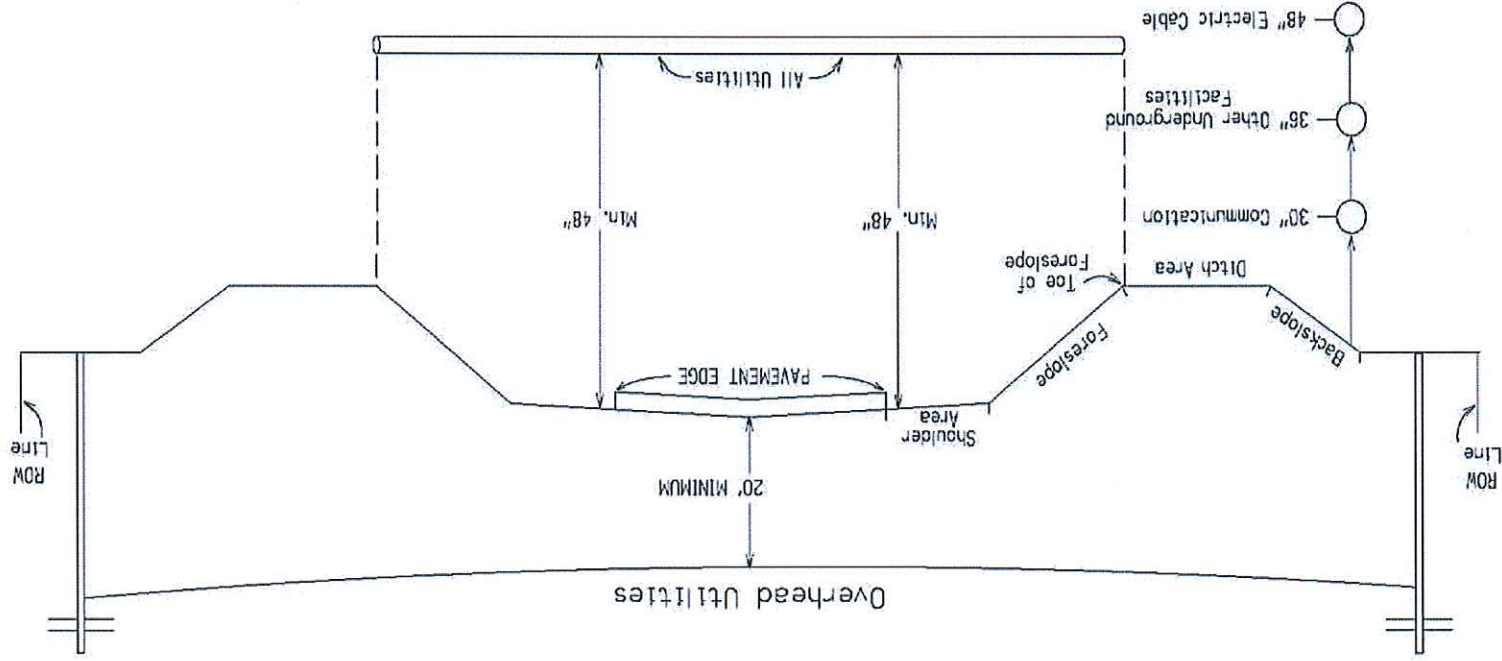 Overhead Utilities
20' MINIMUM
ROW
Line
ROW
Line
Shoulder
Area
PAVEMENT EDGE
Backslope
Foreslope
Ditch Area
Toe of
Foreslope
30" Communication
Min. 48"
Min. 48"
36" Other Underground
Facilities
All Utilities
48" Electric Cable